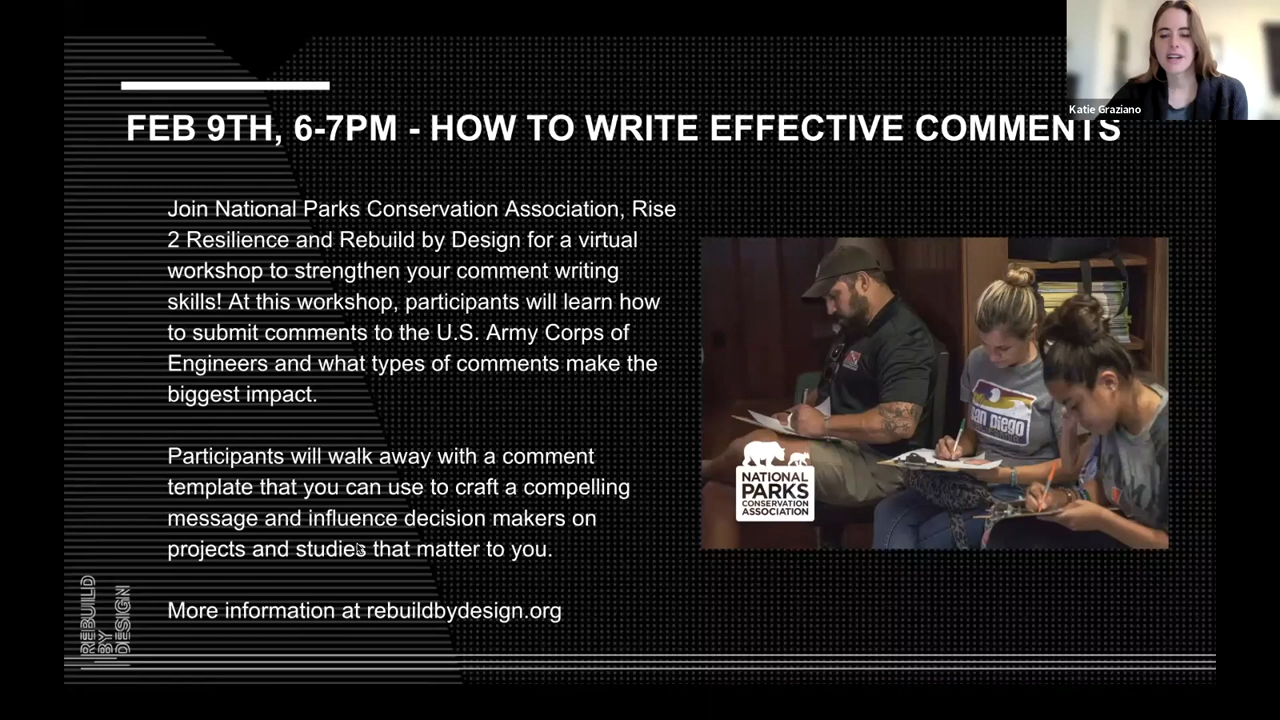 Katie Graziano
FEB 9TH, 6-7PM - HOW TO WRITE EFFECTIVE COMMENTS
Join National Parks Conservation Association, Rise
2 Resilience and Rebuild by Design for a virtual
workshop to strengthen your comment writing
skills! At this workshop, participants will learn how
to submit comments to the U.S. Army Corps of
Engineers and what types of comments make the
biggest impact.
Participants will walk away with a comment
template that you can use to craft a compelling
message and influence decision makers on
projects and studies that matter to you.
More information at rebuildbydesign.org
san diego
NATIONAL
PARKS
CONSERVATION
ASSOCIATION
REBUILD
BY
DESIGN